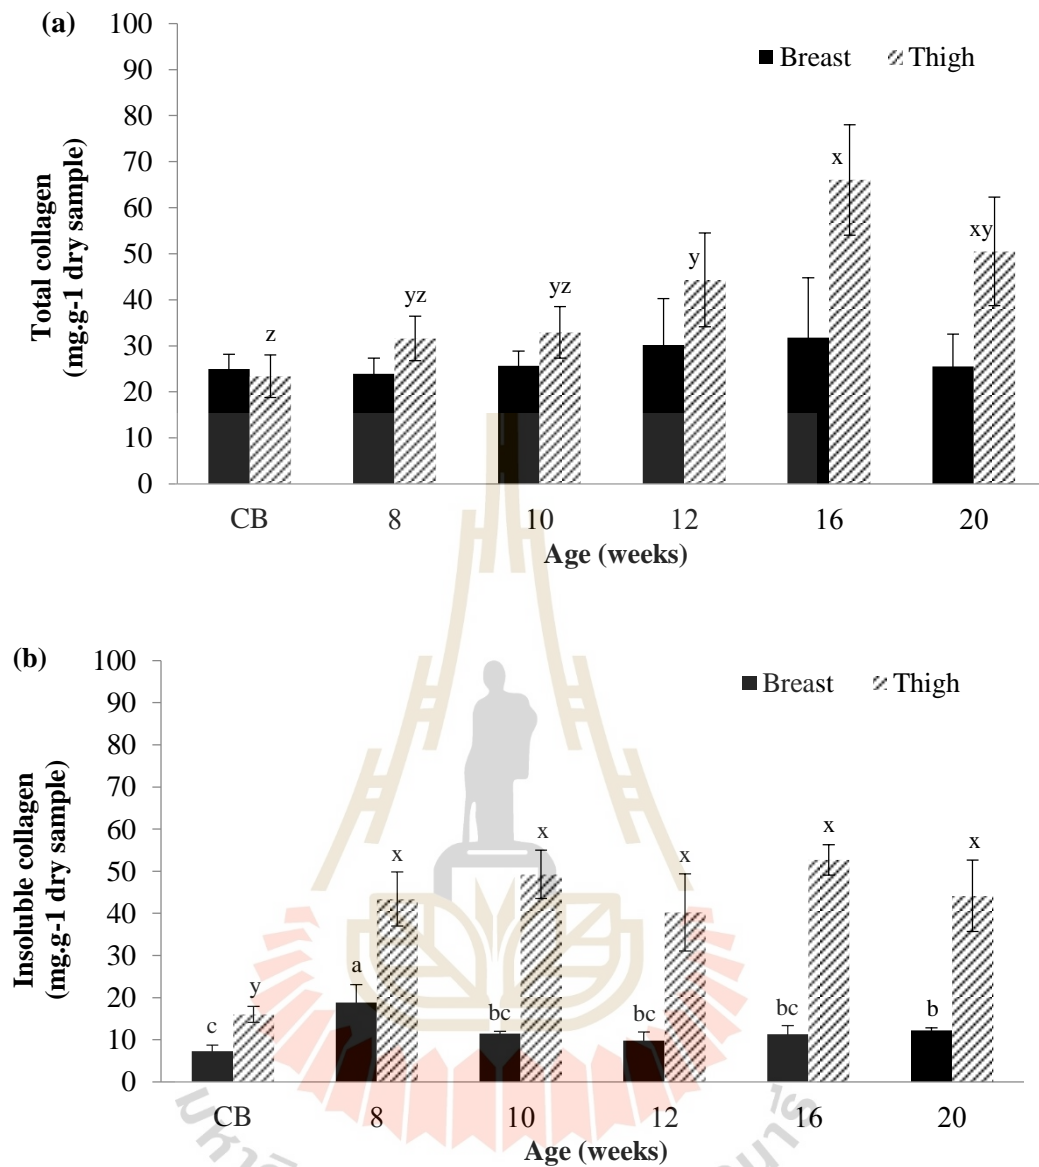 (a)
100
90
80
70
60
50
40
30
20
10
0
Total collagen
(mg.g-1 dry sample)
Breast Thigh
z yz yz y x xy
CB 8 10 12 16 20
Age (weeks)
(b)
100
90
80
70
60
50
40
30
20
10
0
Insoluble collagen
(mg.g-1 dry sample)
Breast Thigh
c y a x bc x bc x bc x b x
CB 8 10 12 16 20
Age (weeks)